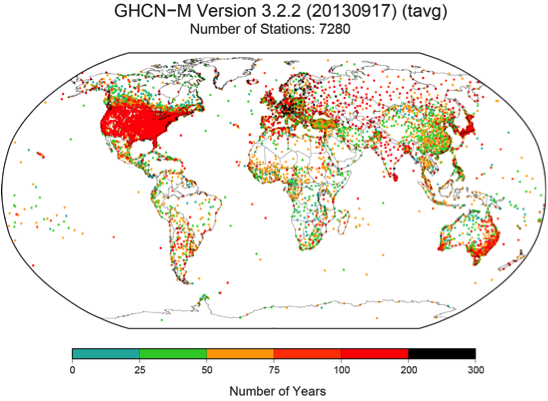 GHCN−M Version 3.2.2 (20130917) (tavg)
Number of Stations: 7280
0 25 50 75 100 200 300
Number of Years